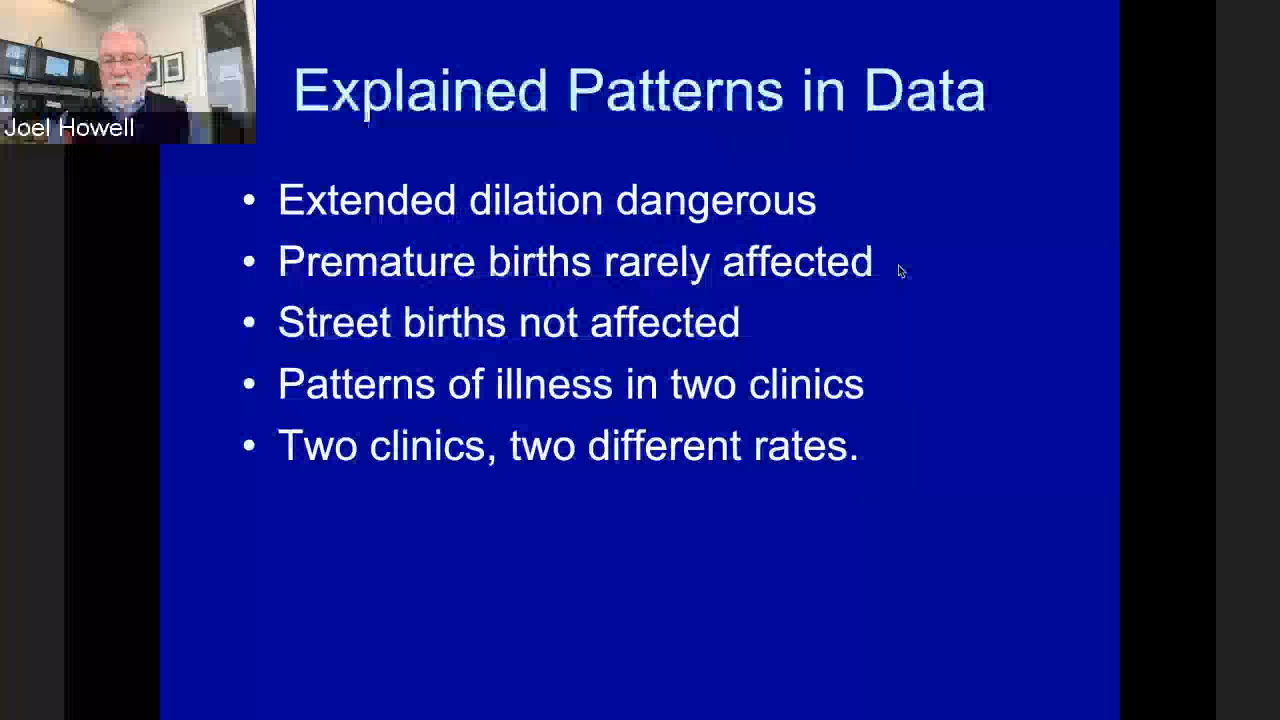 Joel Howell
Explained Patterns in Data
• Extended dilation dangerous
• Premature births rarely affected
• Street births not affected
• Patterns of illness in two clinics
• Two clinics, two different rates.